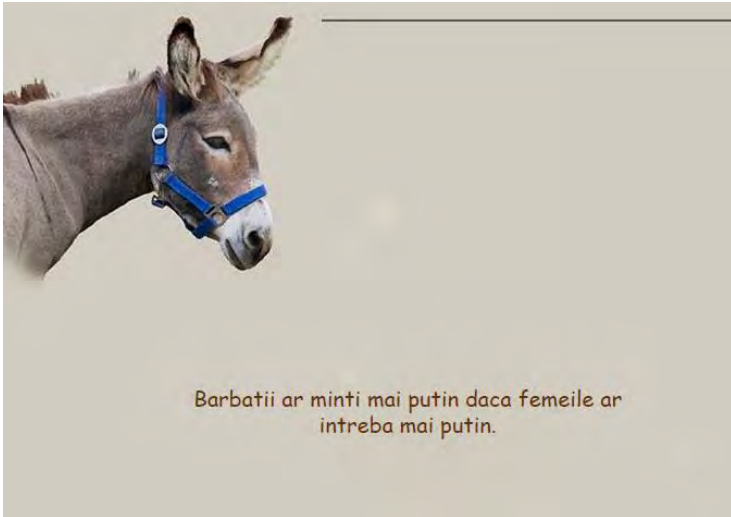 Barbatii ar minti mai putin daca femeile ar
intreba mai putin.